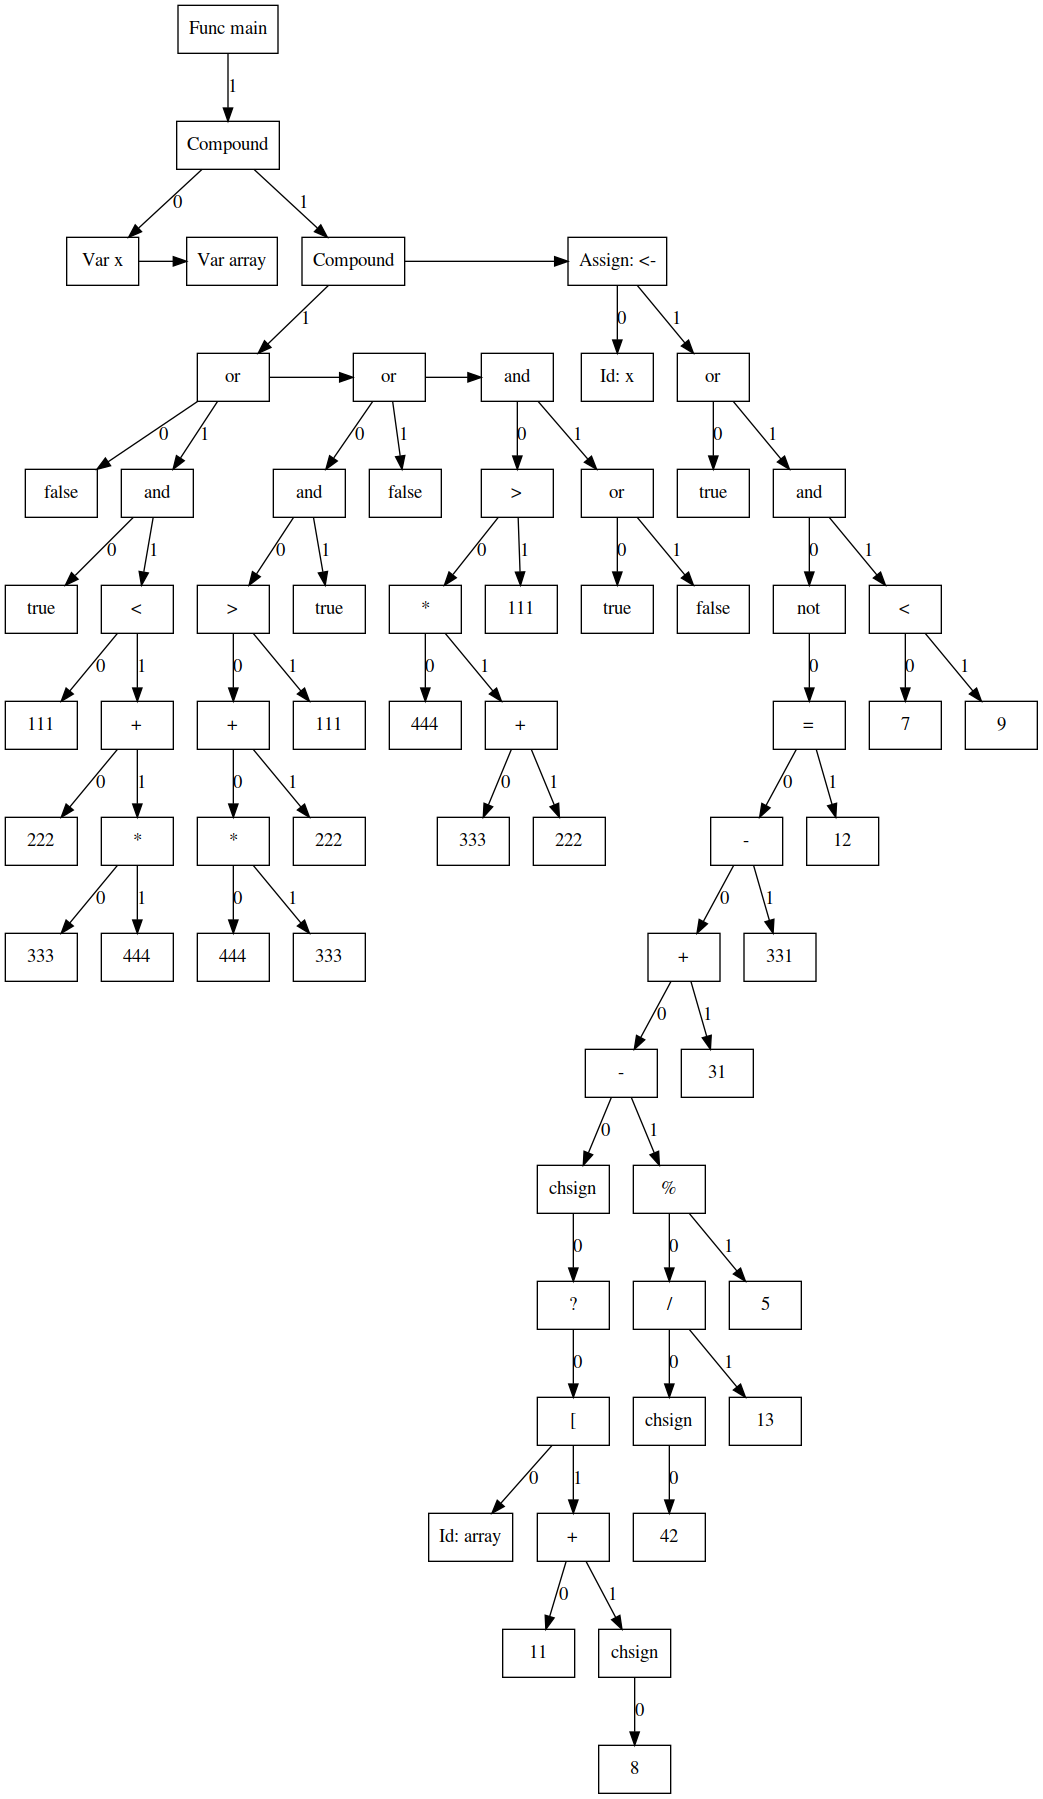 Func main
1
Compound
0 1
Var x Var array Compound Assign: <-
1 0 1
or or and Id: x or
0 1 0 1 0 1 0 1
false and and false > or true and
0 1 0 1 0 1 0 1 0 1
true < > true * 111 true false not <
0 1 0 1 0 1 0 0 1
111 + + 111 444 + = 7 9
0 1 0 1 0 1 0 1
222 * * 222 333 222 - 12
0 1 0 1 0 1
333 444 444 333 + 331
0 1
- 31
0 1
chsign %
0 0 1
? / 5
0 0 1
[ chsign 13
0 1 0
Id: array + 42
0 1
11 chsign
0
8